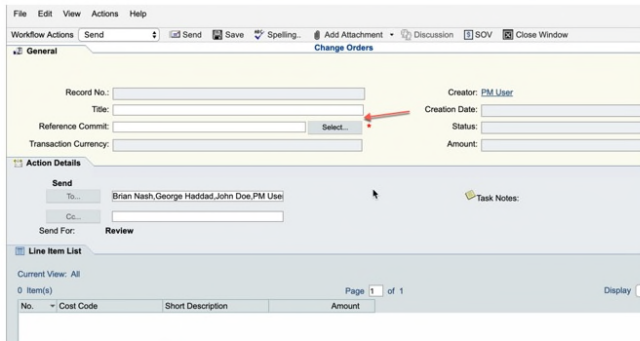 File Edit View Actions Help
Workflow Actions Send Send Save Spelling.. Add Attachment Discussion $ SOV Close Window
General Change Orders
Record No.: Creator: PM User
Title: Creation Date:
Reference Commit: Select... Status:
Transaction Currency: Amount:
Action Details
Send
To... Brian Nash,George Haddad,John Doe,PM Use Task Notes:
Cc...
Send For: Review
Line Item List
Current View: All
0 Item(s) Page 1 of 1 Display
No. Cost Code Short Description Amount